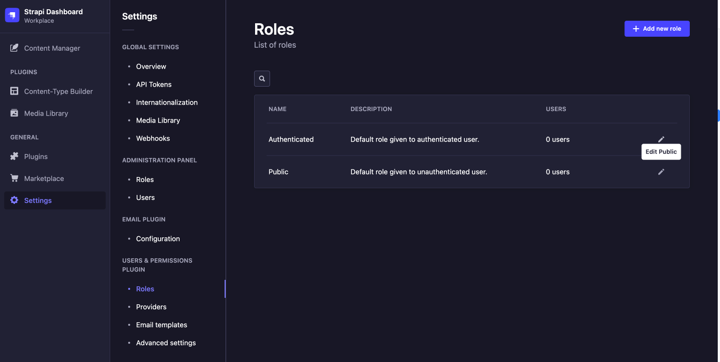 Strapi Dashboard
Workplace
Content Manager
PLUGINS
Content-Type Builder
Media Library
GENERAL
Plugins
Marketplace
Settings
Settings
GLOBAL SETTINGS
Overview
API Tokens
Internationalization
Media Library
Webhooks
ADMINISTRATION PANEL
Roles
Users
EMAIL PLUGIN
Configuration
USERS & PERMISSIONS
PLUGIN
Roles
Providers
Email templates
Advanced settings
Roles
List of roles
Add new role
NAME DESCRIPTION USERS
Authenticated Default role given to authenticated user. 0 users
Edit Public
Public Default role given to unauthenticated user. 0 users